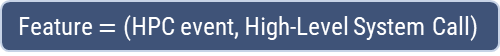 Feature = (HPC event, High-Level System Call)